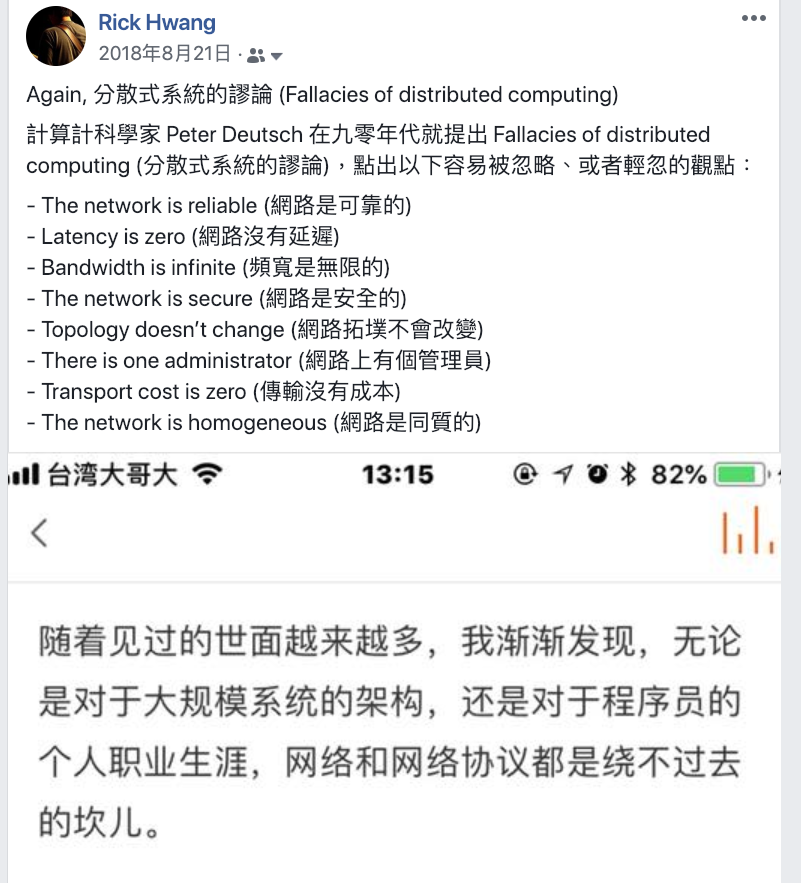 Rick Hwang
2018年8月21日 ·
Again, 分散式系統的謬論 (Fallacies of distributed computing)
計算計科學家 Peter Deutsch 在九零年代就提出 Fallacies of distributed
computing (分散式系統的謬論)，點出以下容易被忽略、或者輕忽的觀點：
- The network is reliable (網路是可靠的)
- Latency is zero (網路沒有延遲)
- Bandwidth is infinite (頻寬是無限的)
- The network is secure (網路是安全的)
- Topology doesn’t change (網路拓墣不會改變)
- There is one administrator (網路上有個管理員)
- Transport cost is zero (傳輸沒有成本)
- The network is homogeneous (網路是同質的)
台湾大哥大 13:15 82%
随着见过的世面越来越多，我渐渐发现，无论
是对于大规模系统的架构，还是对于程序员的
个人职业生涯，网络和网络协议都是绕不过去
的坎儿。